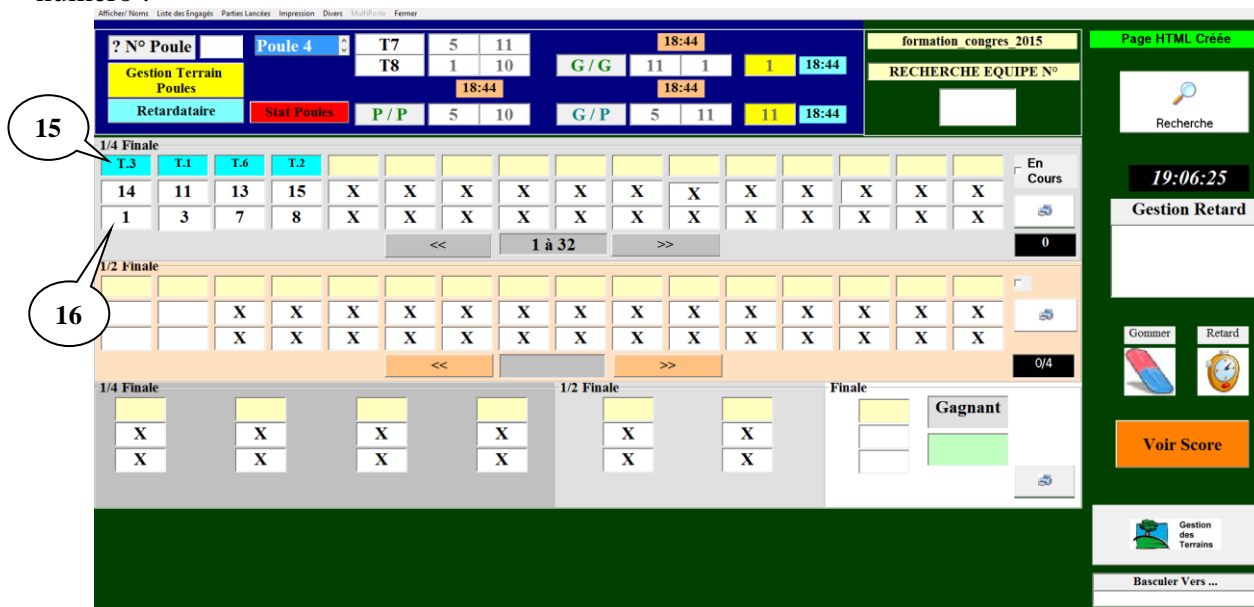 numéro :
Afficher/ Noms Liste des Engagés Parties Lancées Impression Divers MultiPoste Fermer
? N° Poule Poule 4 T7 5 11 18:44 formation_congres_2015 Page HTML Créée
T8 1 10 G / G 11 1 1 18:44
Gestion Terrain Poules 18:44 18:44 RECHERCHE EQUIPE N°
Retardataire Stat Poules P / P 5 10 G / P 5 11 11 18:44
Recherche
15
1/4 Finale
T.3 T.1 T.6 T.2 En Cours
14 11 13 15 X X X X X X X X X X X X
1 3 7 8 X X X X X X X X X X X X
<< 1 à 32 >> 0
19:06:25
Gestion Retard
16
1/2 Finale
X X X X X X X X X X X X X X
X X X X X X X X X X X X X X
<< >> 0/4
Gommer Retard
1/4 Finale 1/2 Finale Finale
Gagnant
X X X X X X
X X X X X X
Voir Score
Gestion
des
Terrains
Basculer Vers ...